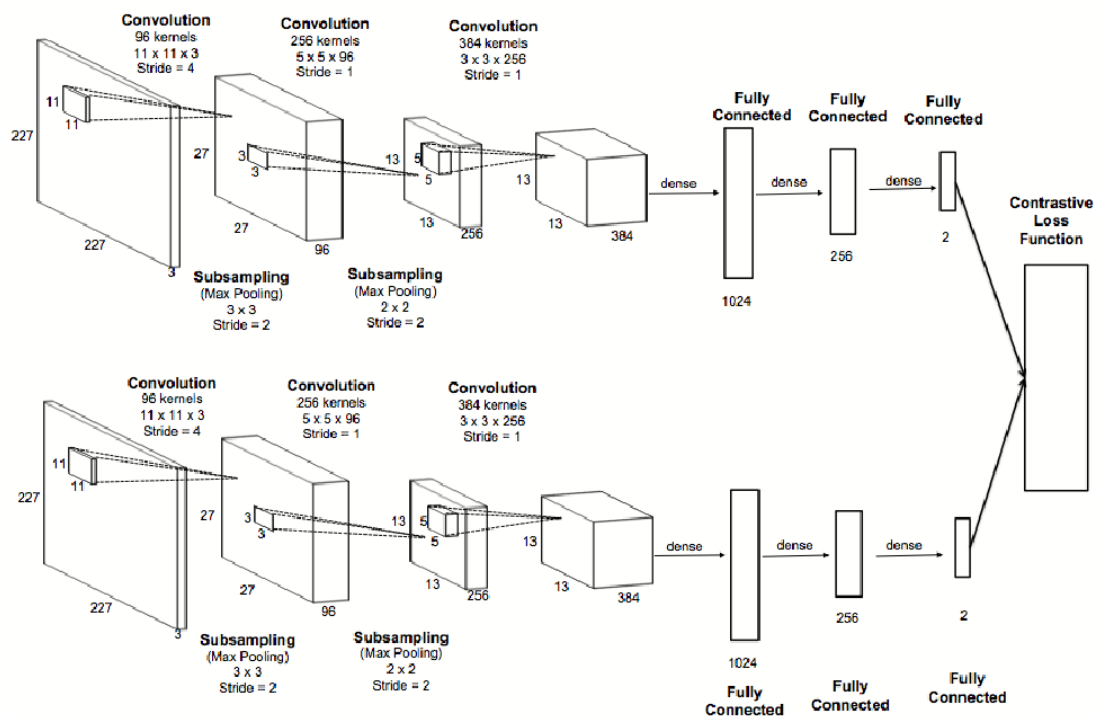 Convolution
96 kernels
11 x 11 x 3
Stride = 4
Convolution
256 kernels
5 x 5 x 96
Stride = 1
Convolution
384 kernels
3 x 3 x 256
Stride = 1
11
11
227
227
3
27
3
3
27
96
13
5
5
13
256
13
13
384
Subsampling
(Max Pooling)
3 x 3
Stride = 2
Subsampling
(Max Pooling)
2 x 2
Stride = 2
dense
Fully
Connected
1024
dense
Fully
Connected
256
dense
Fully
Connected
2
Contrastive
Loss
Function
Convolution
96 kernels
11 x 11 x 3
Stride = 4
Convolution
256 kernels
5 x 5 x 96
Stride = 1
Convolution
384 kernels
3 x 3 x 256
Stride = 1
11
11
227
227
3
27
3
3
27
96
13
5
5
13
256
13
13
384
Subsampling
(Max Pooling)
3 x 3
Stride = 2
Subsampling
(Max Pooling)
2 x 2
Stride = 2
dense
1024
Fully
Connected
dense
256
Fully
Connected
dense
2
Fully
Connected